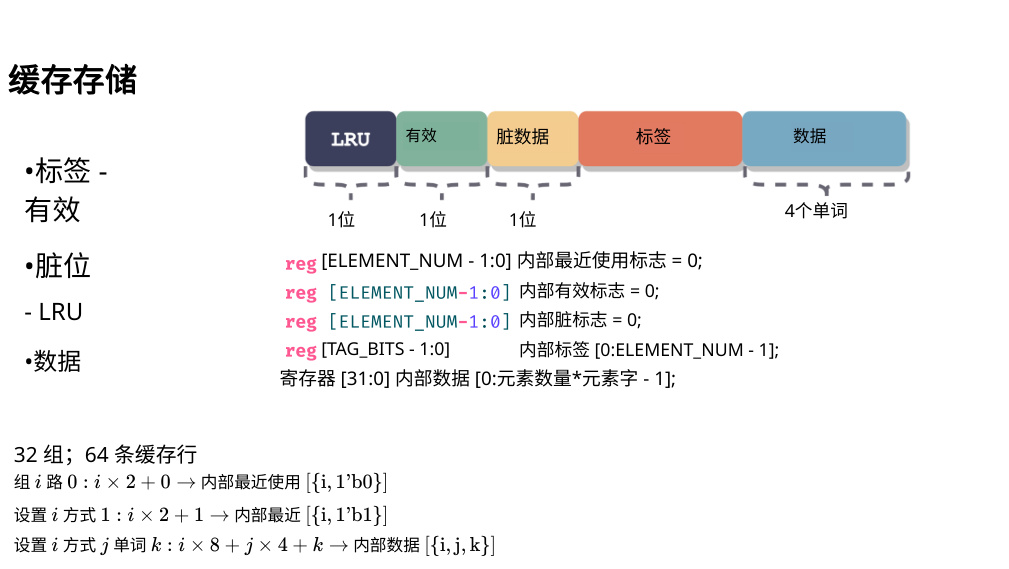 缓存存储
LRU 有效 脏数据 标签 数据
1位 1位 1位 4个单词
•标签 -
有效
•脏位
- LRU
•数据
reg [ELEMENT_NUM - 1:0] 内部最近使用标志 = 0;
reg [ELEMENT_NUM-1:0] 内部有效标志 = 0;
reg [ELEMENT_NUM-1:0] 内部脏标志 = 0;
reg [TAG_BITS - 1:0] 内部标签 [0:ELEMENT_NUM - 1];
寄存器 [31:0] 内部数据 [0:元素数量*元素字 - 1];
32 组；64 条缓存行
组 i 路 0 : i × 2 + 0 → 内部最近使用 [{i, 1’b0}]
设置 i 方式 1 : i × 2 + 1 → 内部最近 [{i, 1’b1}]
设置 i 方式 j 单词 k : i × 8 + j × 4 + k → 内部数据 [{i, j, k}]